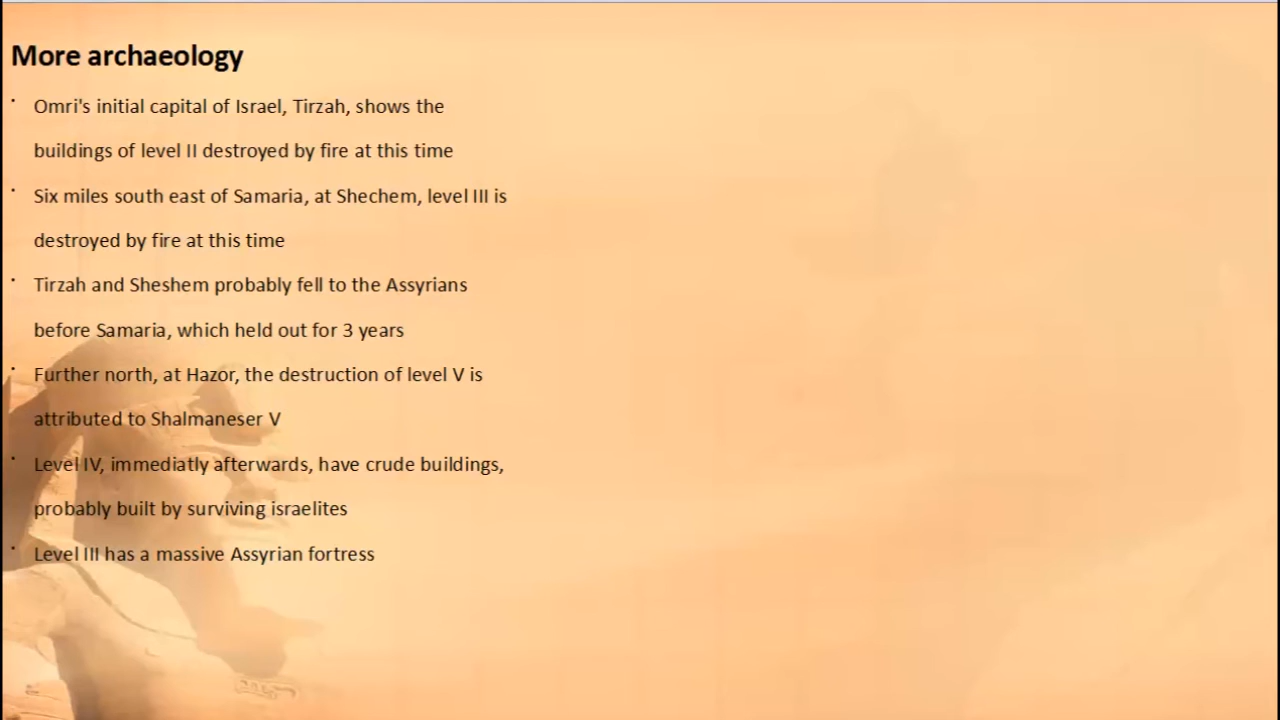 More archaeology
· Omri's initial capital of Israel, Tirzah, shows the
buildings of level II destroyed by fire at this time
· Six miles south east of Samaria, at Shechem, level III is
destroyed by fire at this time
· Tirzah and Sheshem probably fell to the Assyrians
before Samaria, which held out for 3 years
· Further north, at Hazor, the destruction of level V is
attributed to Shalmaneser V
· Level IV, immediatly afterwards, have crude buildings,
probably built by surviving israelites
· Level III has a massive Assyrian fortress